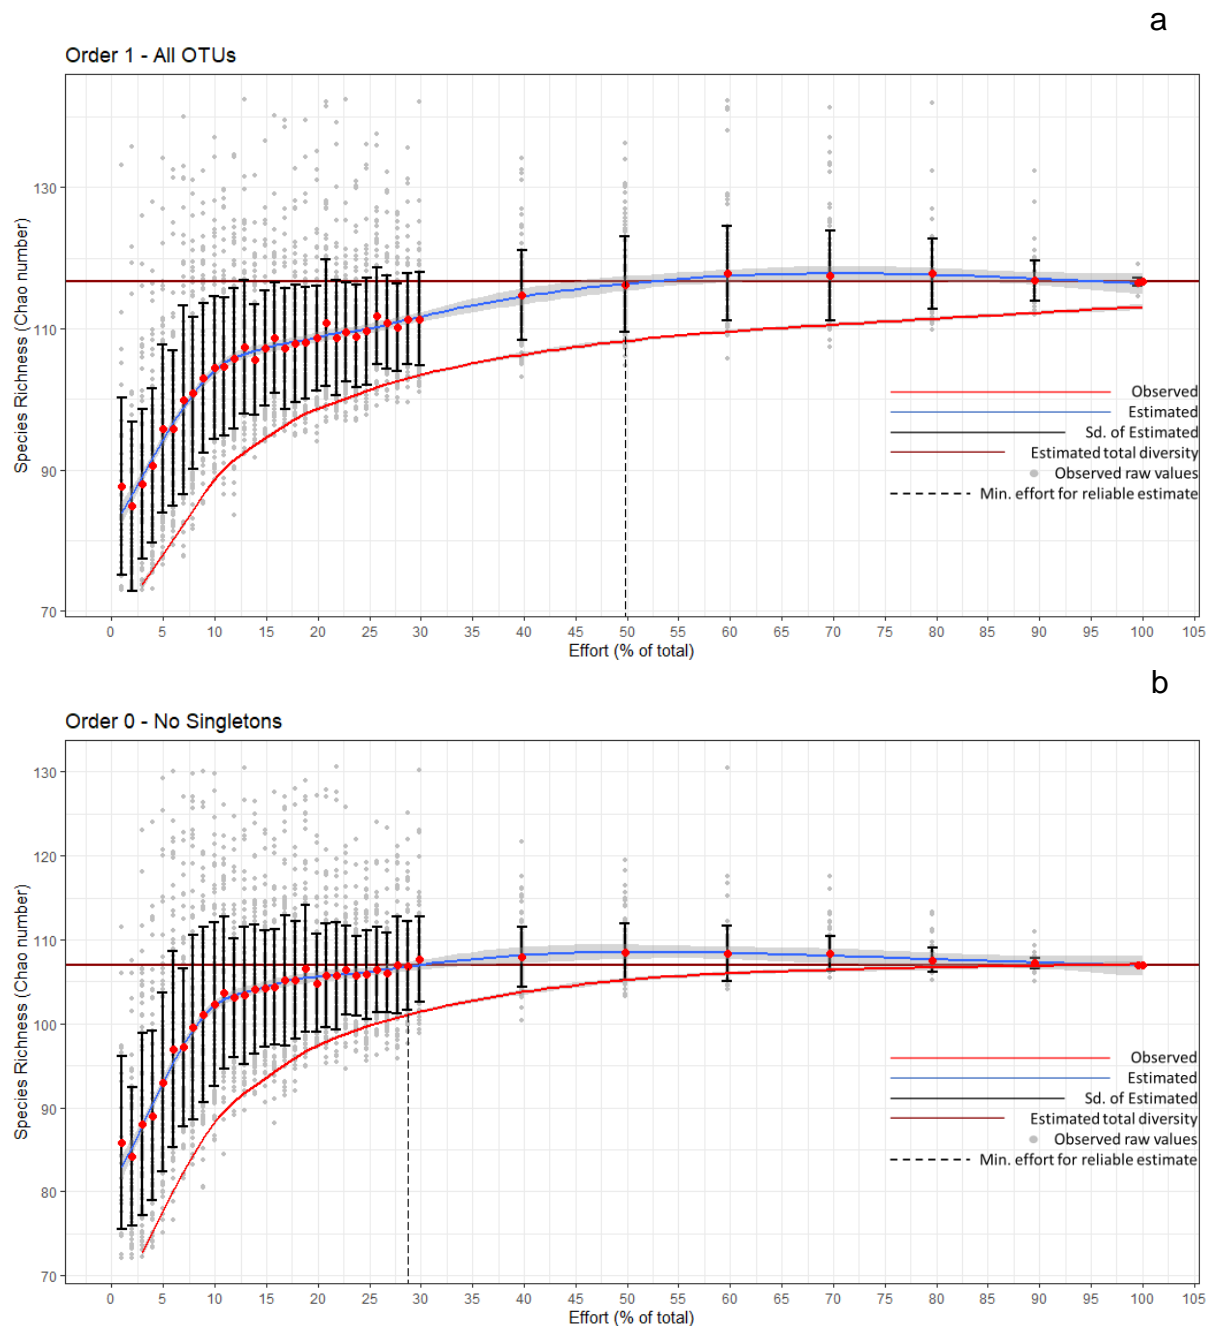 a
Order 1 - All OTUs
Species Richness (Chao number)
130
110
90
70
Observed
Estimated
Sd. of Estimated
Estimated total diversity
Observed raw values
Min. effort for reliable estimate
0 5 10 15 20 25 30 35 40 45 50 55 60 65 70 75 80 85 90 95 100 105
Effort (% of total)
b
Order 0 - No Singletons
Species Richness (Chao number)
130
120
110
100
90
80
70
Observed
Estimated
Sd. of Estimated
Estimated total diversity
Observed raw values
Min. effort for reliable estimate
0 5 10 15 20 25 30 35 40 45 50 55 60 65 70 75 80 85 90 95 100 105
Effort (% of total)